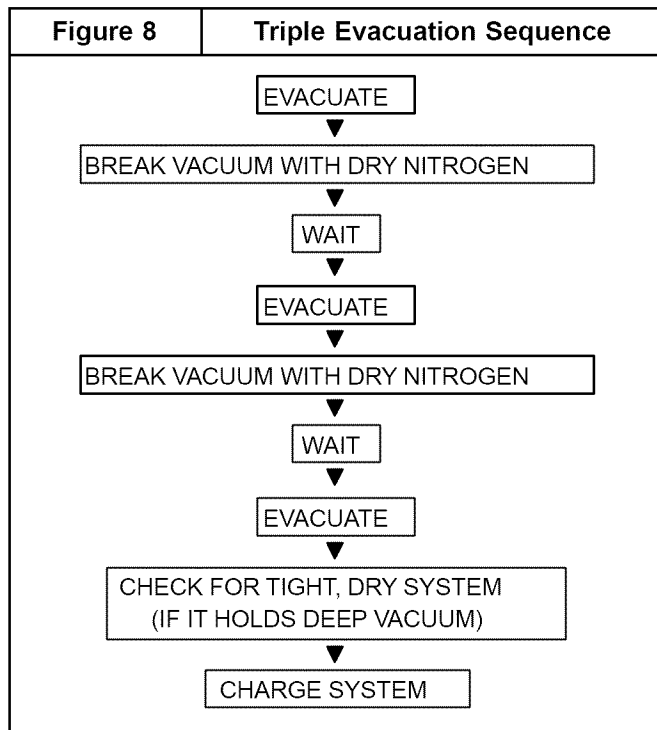 Figure 8
Triple Evacuation Sequence
EVACUATE
BREAK VACUUM WITH DRY NITROGEN
WAIT
EVACUATE
BREAK VACUUM WITH DRY NITROGEN
WAIT
EVACUATE
CHECK FOR TIGHT, DRY SYSTEM
(IF IT HOLDS DEEP VACUUM)
CHARGE SYSTEM